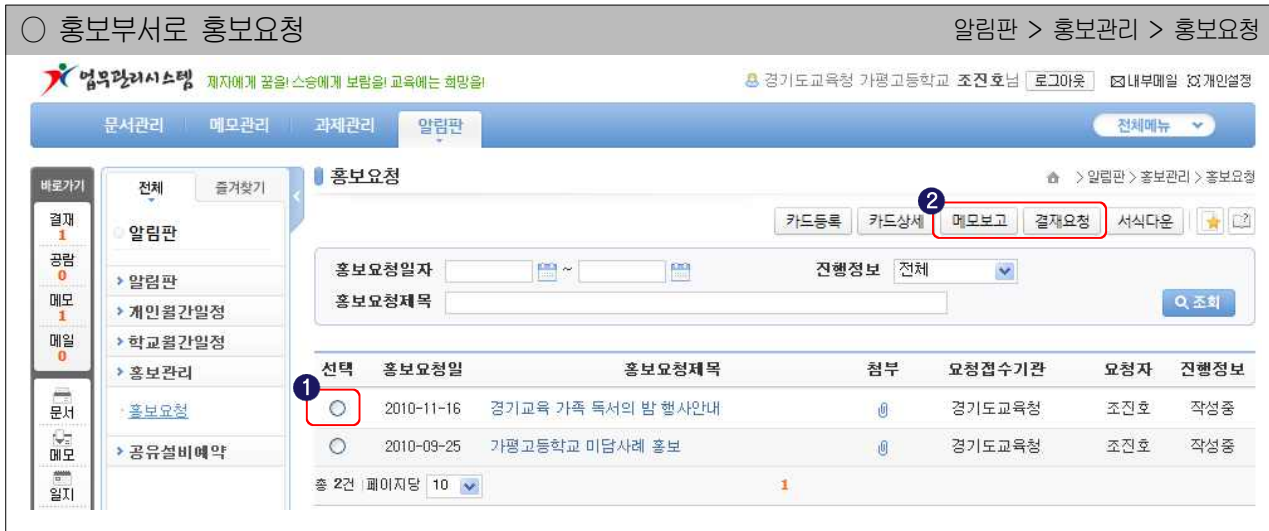 ○ 홍보부서로 홍보요청 알림판 > 홍보관리 > 홍보요청
업무관리시스템 제자에게 꿈을! 스승에게 보람을! 교육에는 희망을! 경기도교육청 가평고등학교 조진호님 로그아웃 내부메일 개인설정
문서관리 메모관리 과제관리 알림판 전체메뉴
바로가기 전체 즐겨찾기 홍보요청 > 알림판 > 홍보관리 > 홍보요청
2
결재 알림판 카드등록 카드상세 메모보고 결재요청 서식다운
1
공람 홍보요청일자 ~ 진행정보 전체
0 알림판
메모 개인월간일정 홍보요청제목 조회
1
메일 학교월간일정
0
홍보관리 선택 홍보요청일 홍보요청제목 첨부 요청접수기관 요청자 진행정보
1
문서 홍보요청 2010-11-16 경기교육 가족 독서의 밤 행사안내 경기도교육청 조진호 작성중
메모 공유설비예약 2010-09-25 가평고등학교 미담사례 홍보 경기도교육청 조진호 작성중
일지 총 2건 페이지당 10 1